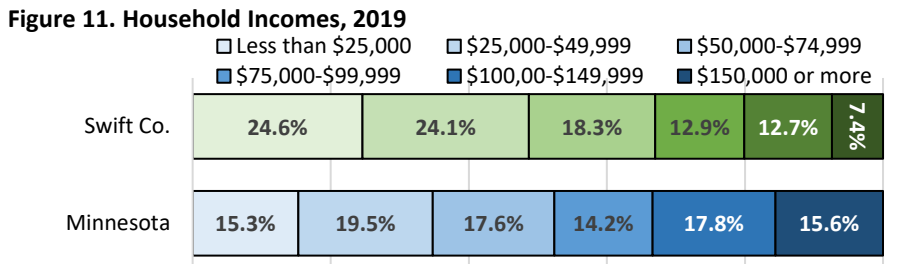 Figure 11. Household Incomes, 2019
Less than $25,000 $25,000-$49,999 $50,000-$74,999
$75,000-$99,999 $100,00-$149,999 $150,000 or more
Swift Co. 24.6% 24.1% 18.3% 12.9% 12.7% 7.4%
Minnesota 15.3% 19.5% 17.6% 14.2% 17.8% 15.6%